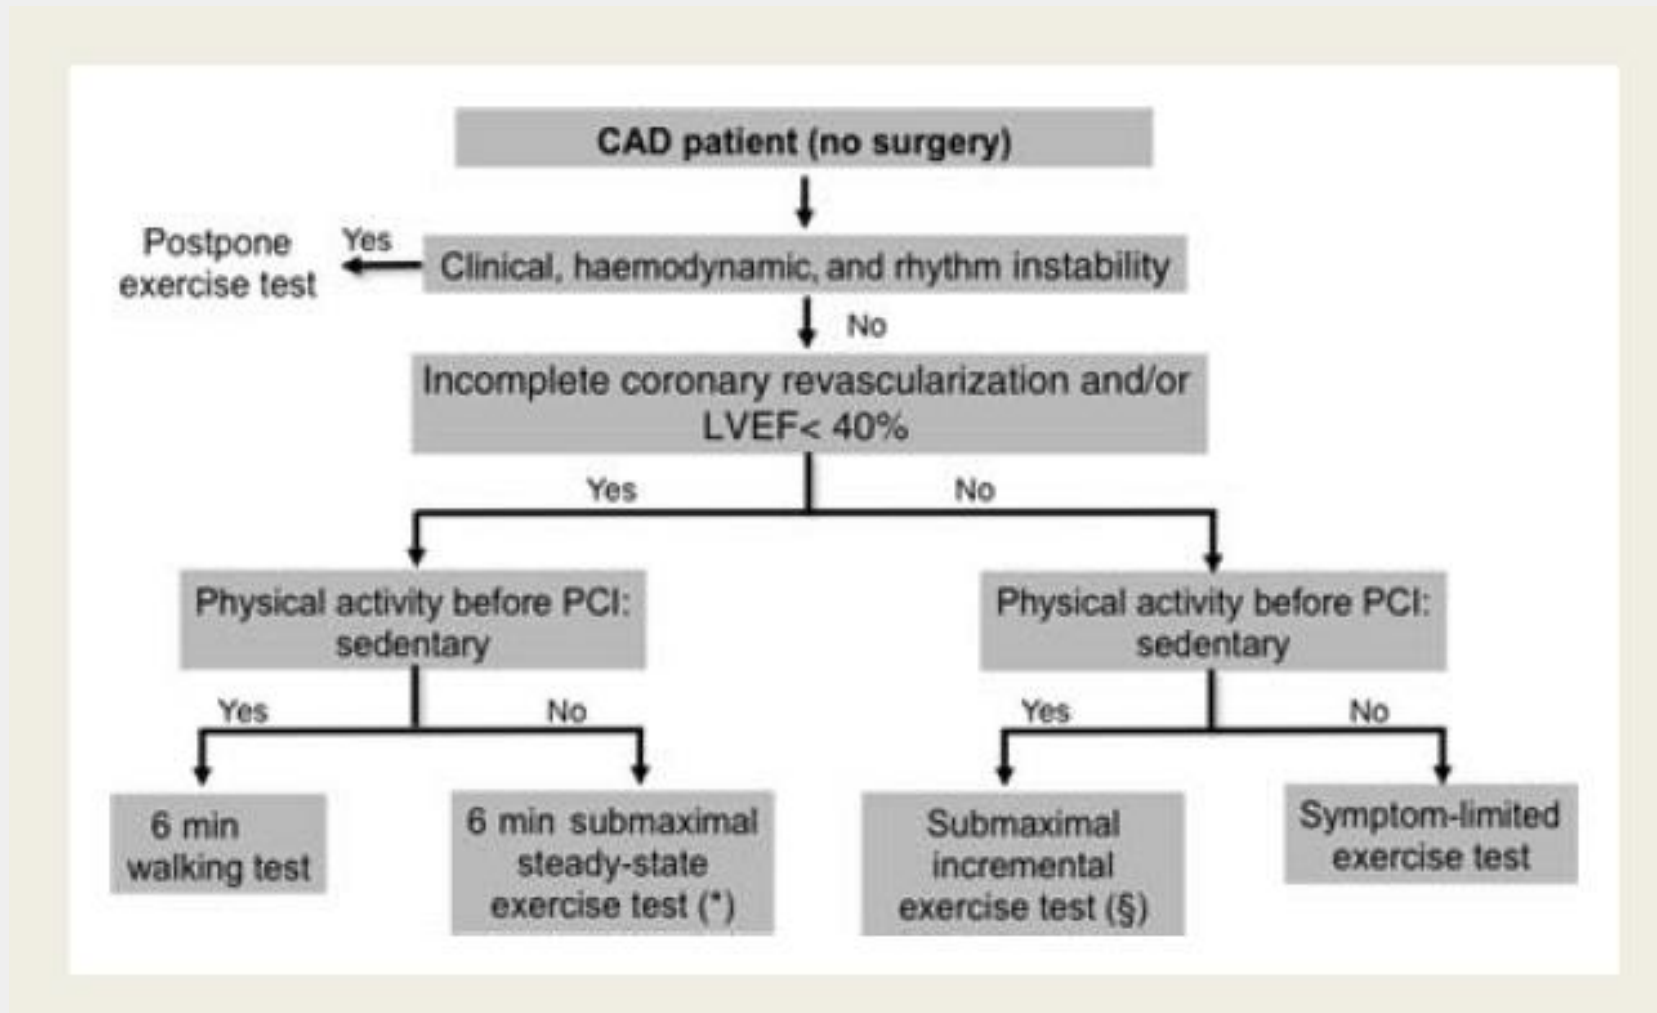 CAD patient (no surgery)
Postpone
exercise test
Yes
Clinical, haemodynamic, and rhythm instability
No
Incomplete coronary revascularization and/or
LVEF< 40%
Yes
No
Physical activity before PCI:
sedentary
Physical activity before PCI:
sedentary
Yes
No
Yes
No
6 min
walking test
6 min submaximal
steady-state
exercise test (*)
Submaximal
incremental
exercise test (§)
Symptom-limited
exercise test